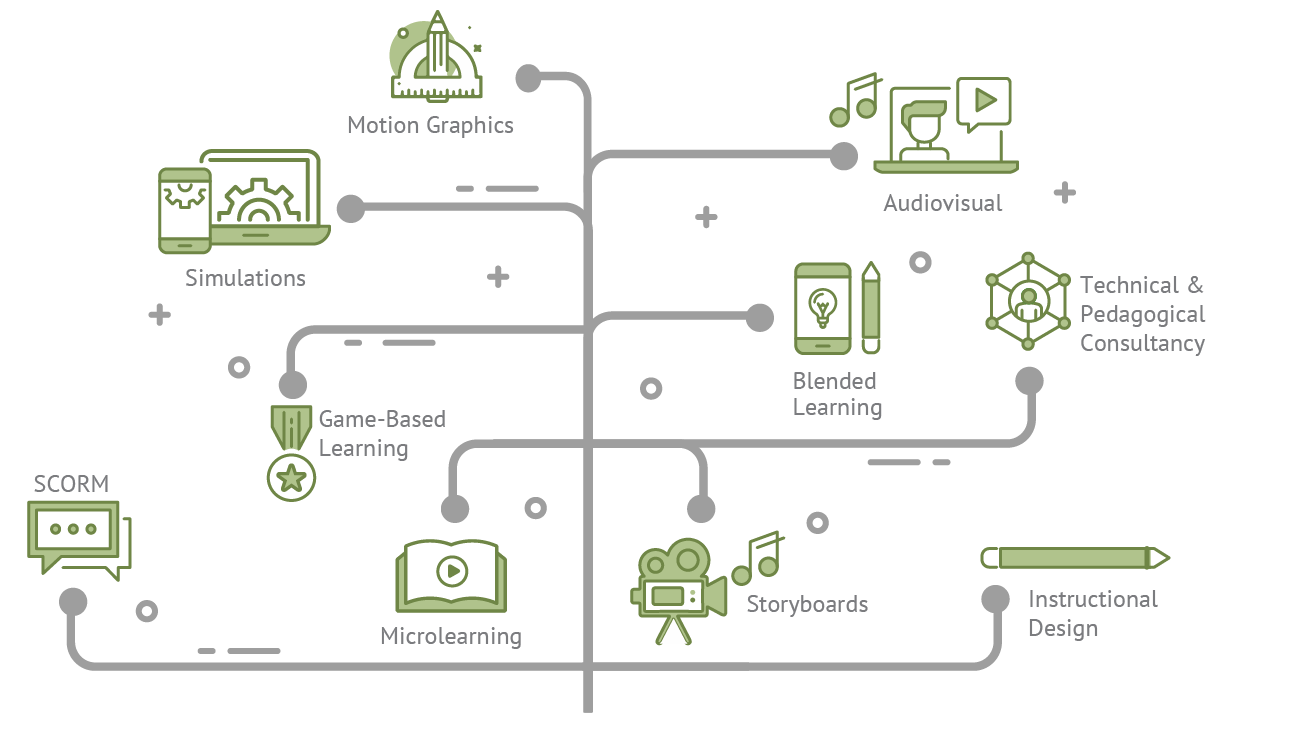 Motion Graphics
Audiovisual
Simulations
Technical &
Pedagogical
Consultancy
Blended
Learning
Game-Based
Learning
SCORM
Microlearning
Storyboards
Instructional
Design